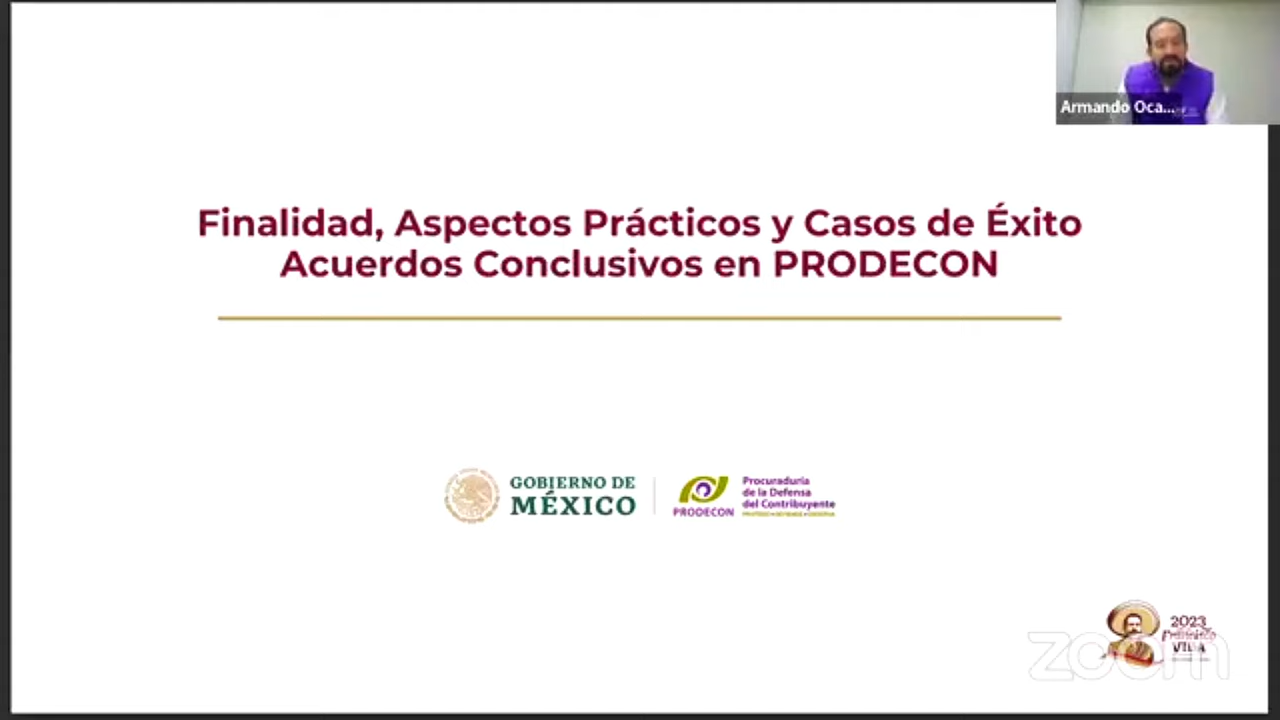 Armando Oca...
Finalidad, Aspectos Prácticos y Casos de Éxito
Acuerdos Conclusivos en PRODECON
GOBIERNO DE
MÉXICO
PRODECON
Procuraduría
de la Defensa
del Contribuyente
2023
Francisco
VILLA
zoom